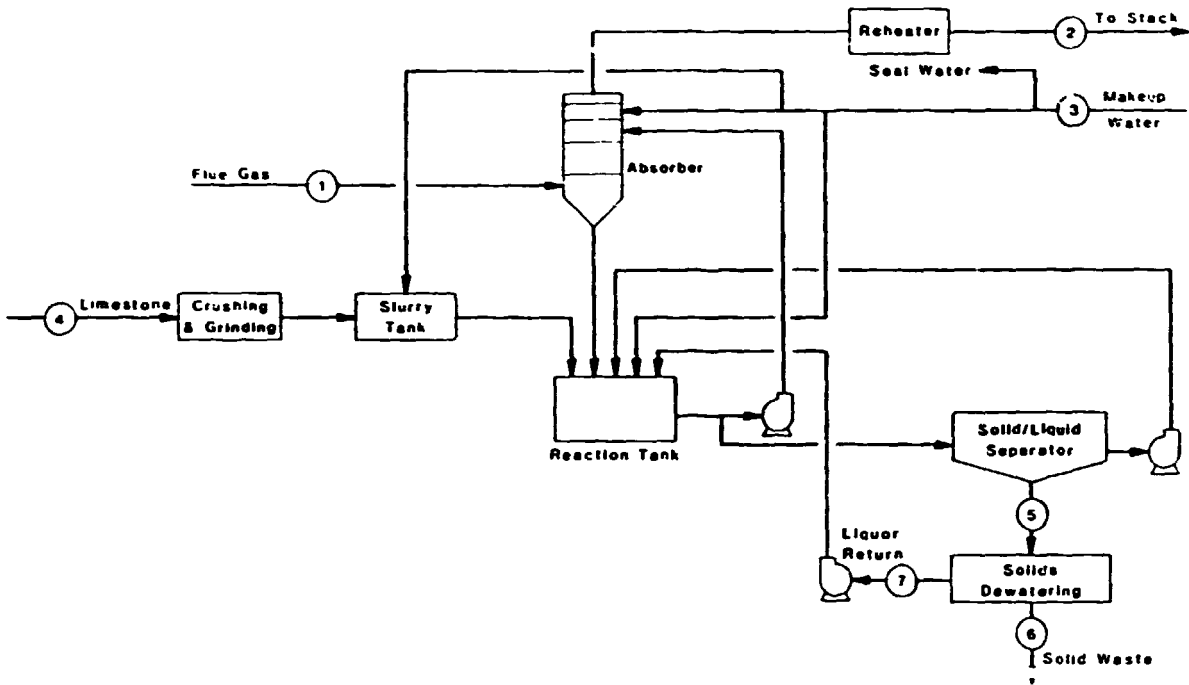 Reheater
2
To Stack
Seal Water
3
Makeup
Water
Absorber
Flue Gas
1
4
Limestone
Crushing
& Grinding
Slurry
Tank
Reaction Tank
Solid/Liquid
Separator
5
Liquor
Return
7
Solids
Dewatering
6
Solid Waste